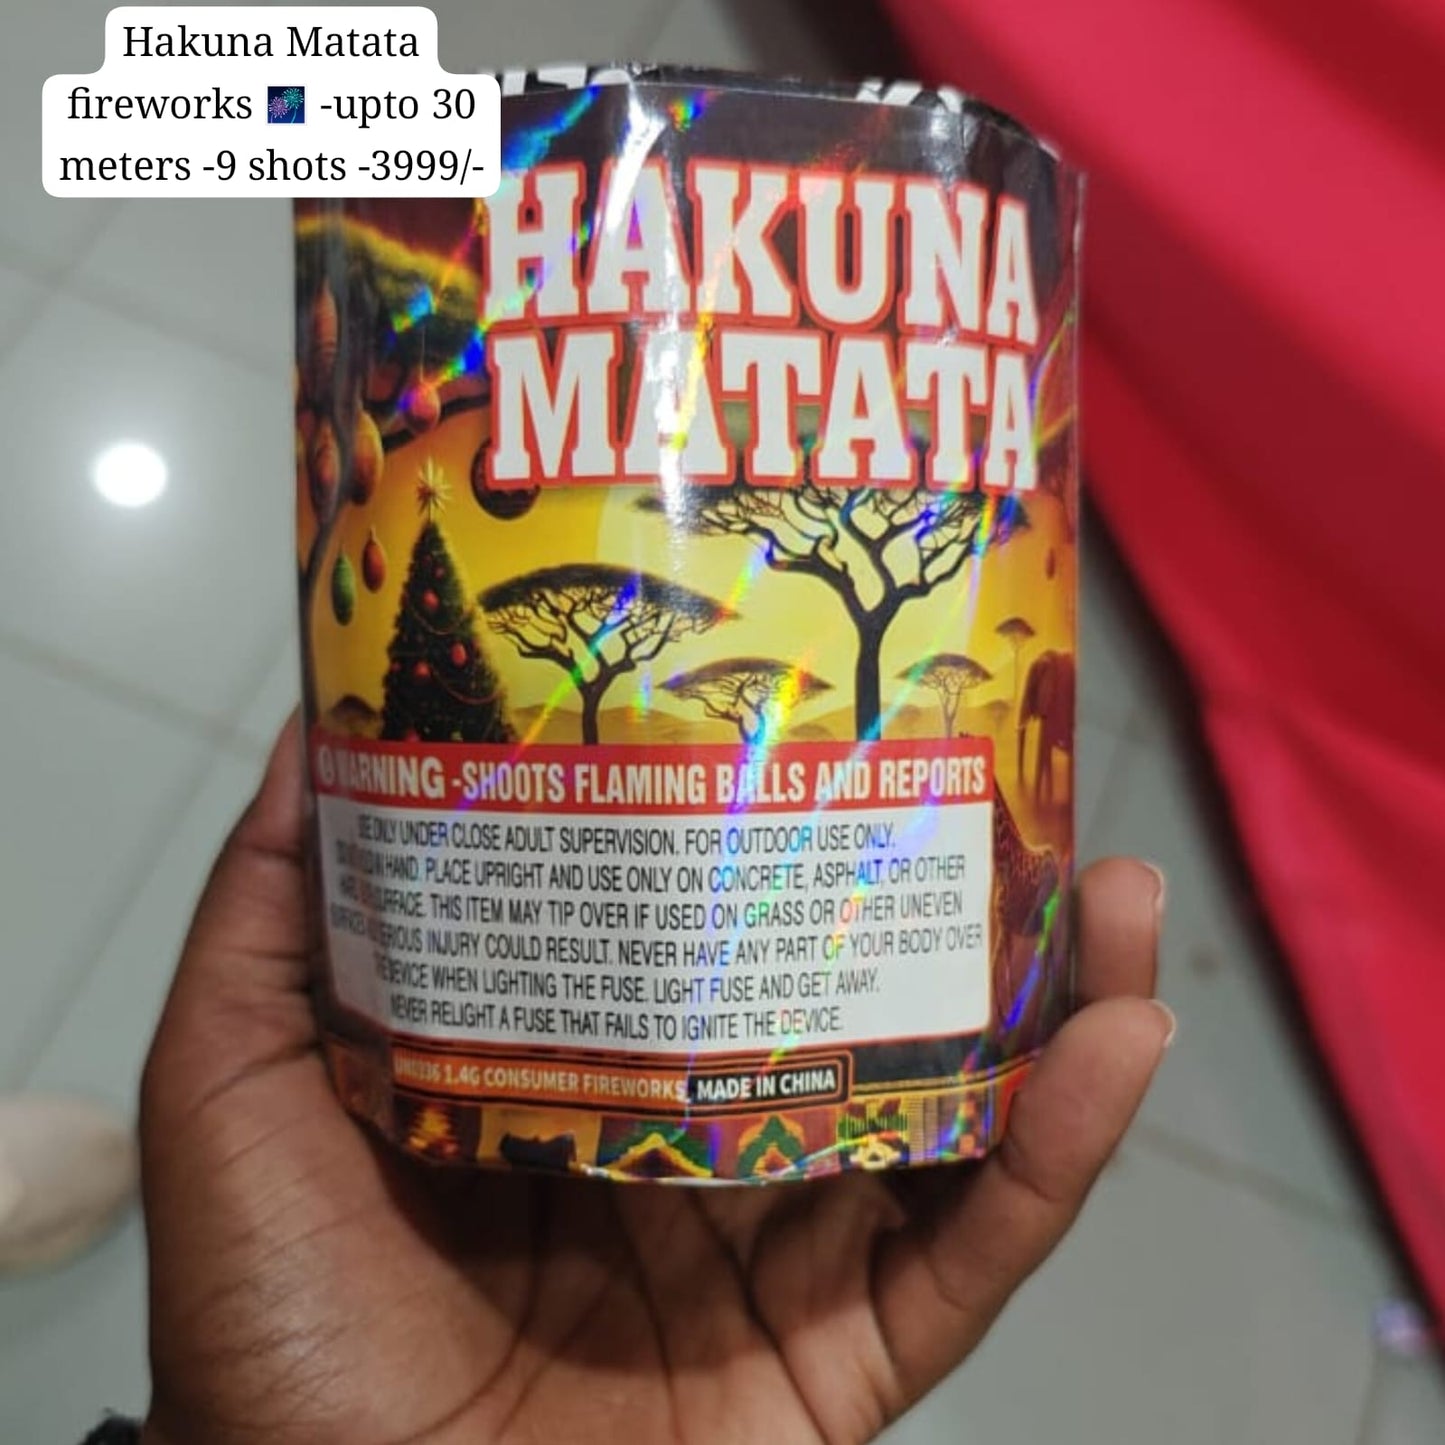 Hakuna Matata
fireworks 🎆 -upto 30
meters -9 shots -3999/-
HAKUNA
MATATA
WARNING -SHOOTS FLAMING BALLS AND REPORTS
ONLY UNDER CLOSE ADULT SUPERVISION. FOR OUTDOOR USE ONLY.
IN HAND. PLACE UPRIGHT AND USE ONLY ON CONCRETE, ASPHALT, OR OTHER
SURFACE. THIS ITEM MAY TIP OVER IF USED ON GRASS OR OTHER UNEVEN
INJURY COULD RESULT. NEVER HAVE ANY PART OF YOUR BODY OVER
DEVICE WHEN LIGHTING THE FUSE. LIGHT FUSE AND GET AWAY.
NEVER RELIGHT A FUSE THAT FAILS TO IGNITE THE DEVICE.
UN0336 1.4G CONSUMER FIREWORKS, MADE IN CHINA